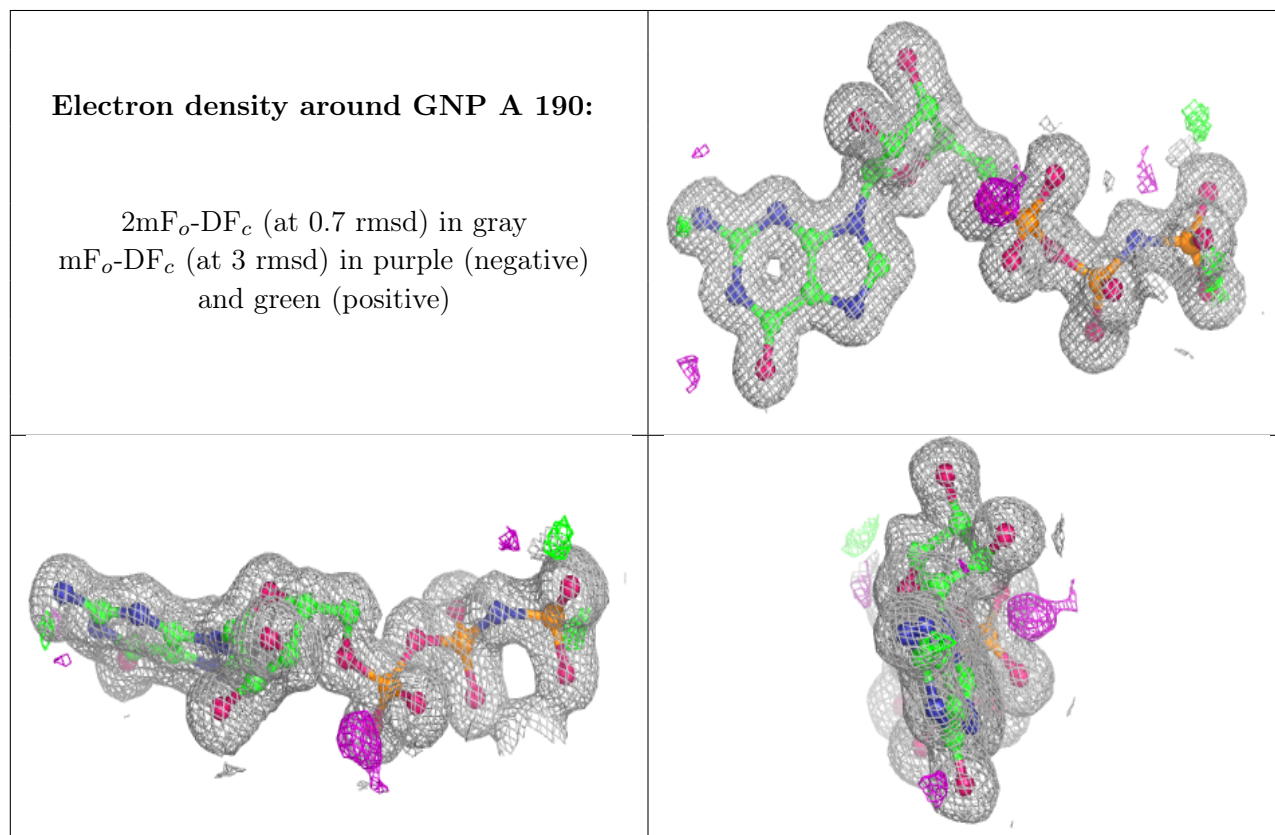 Electron density around GNP A 190:
2mFo-DFc (at 0.7 rmsd) in gray
mFo-DFc (at 3 rmsd) in purple (negative)
and green (positive)